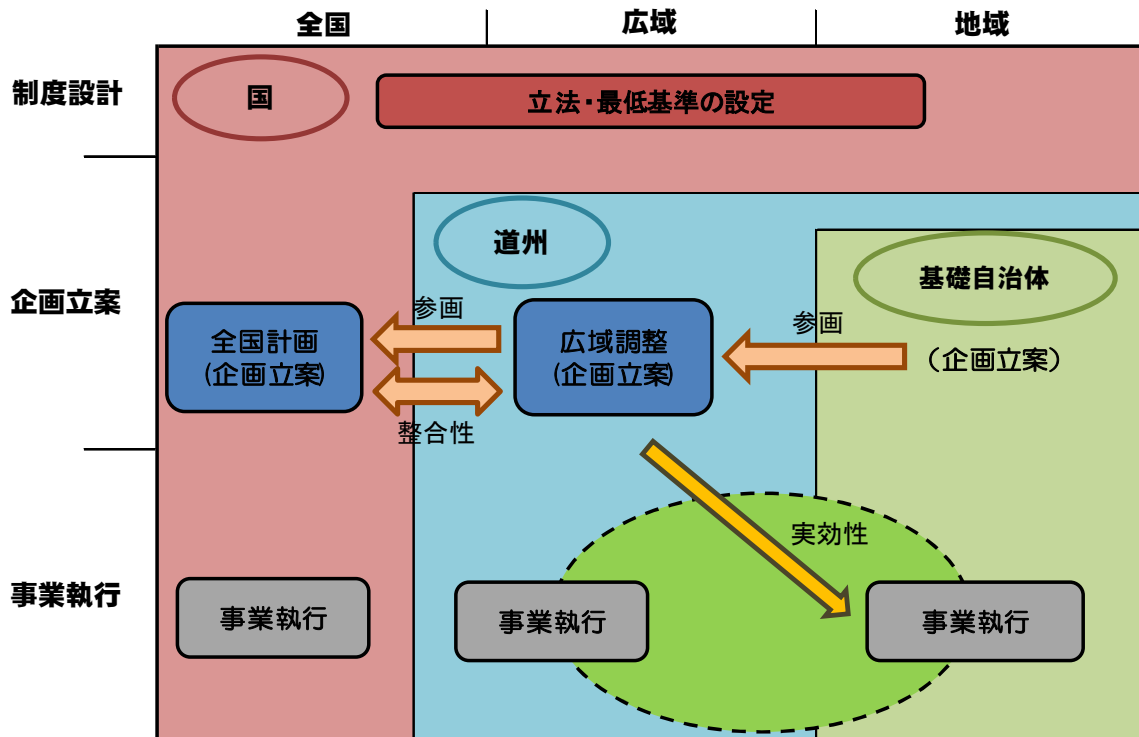 全国
広域
地域
制度設計
国
立法・最低基準の設定
道州
基礎自治体
企画立案
参画
参画
全国計画
(企画立案)
広域調整
(企画立案)
（企画立案）
整合性
実効性
事業執行
事業執行
事業執行
事業執行